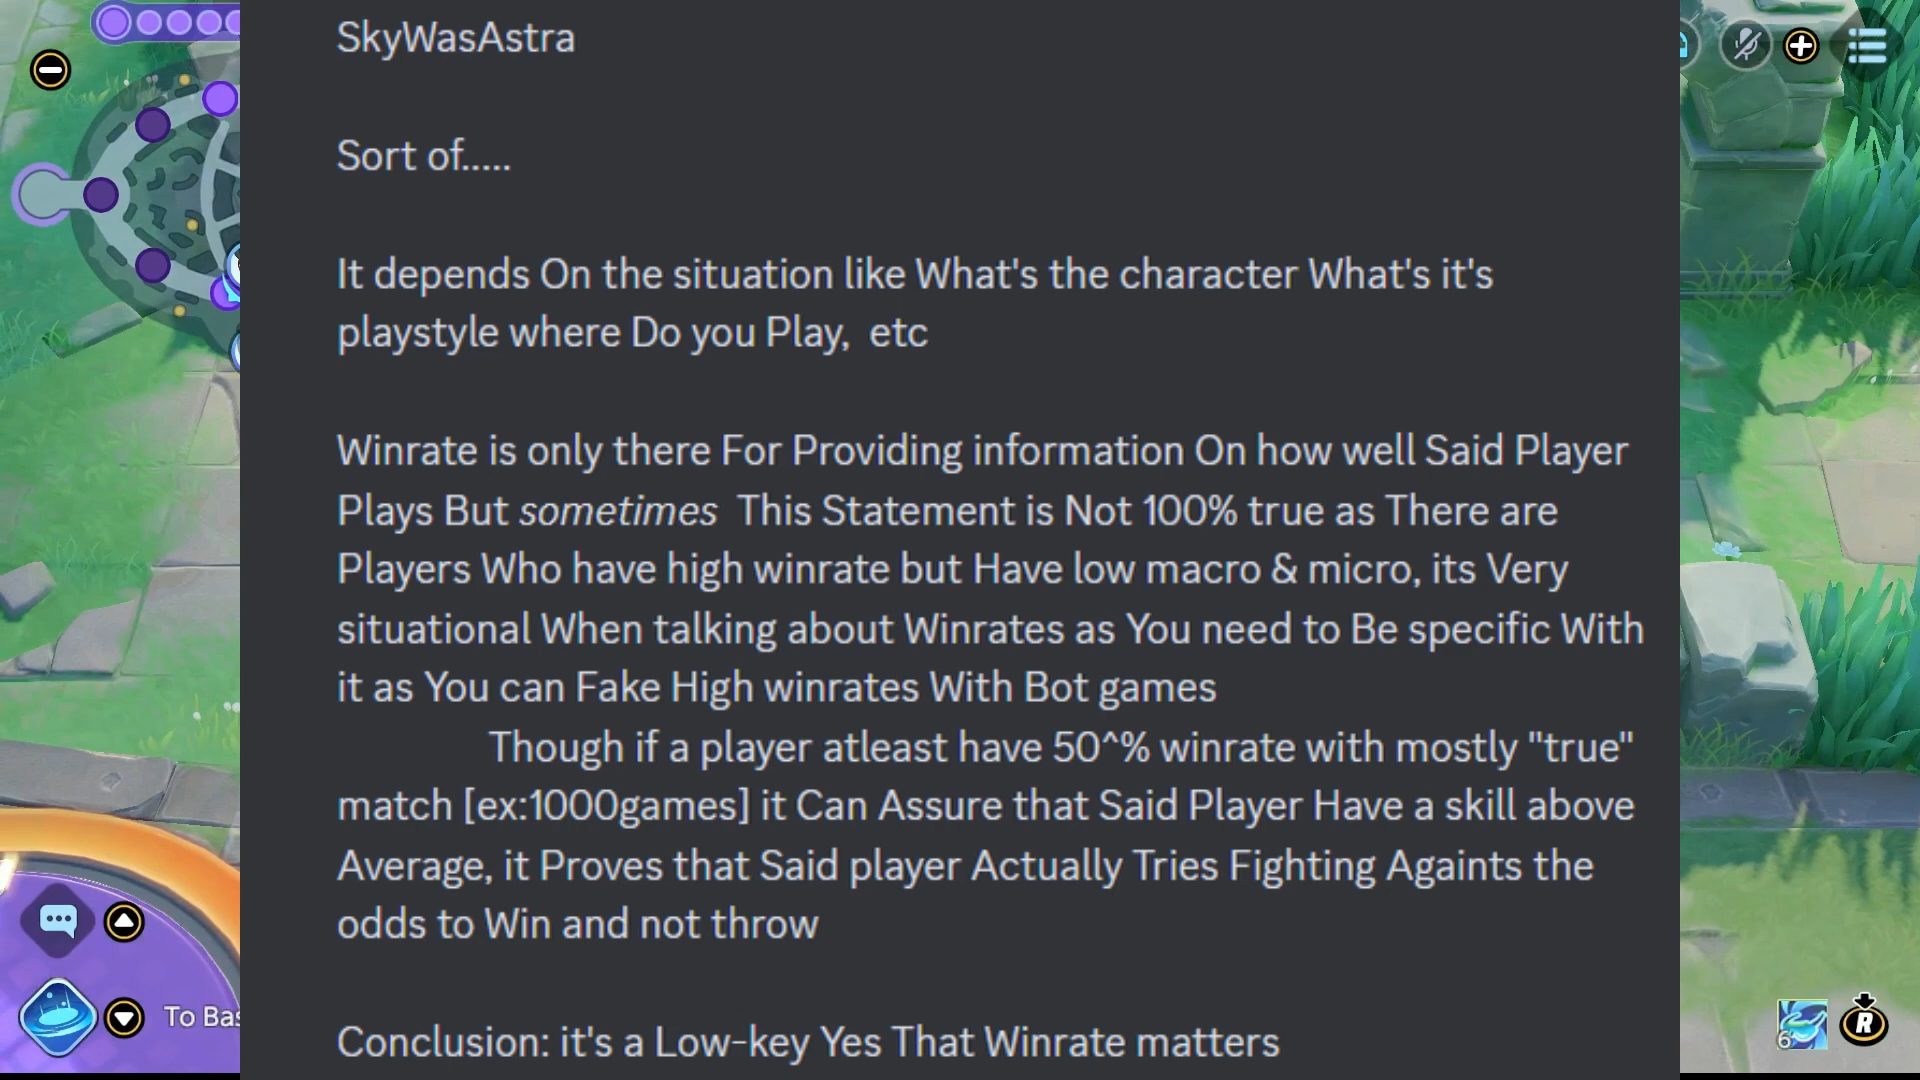 SkyWasAstra
Sort of.....
It depends On the situation like What's the character What's it's
playstyle where Do you Play,  etc
Winrate is only there For Providing information On how well Said Player
Plays But sometimes  This Statement is Not 100% true as There are
Players Who have high winrate but Have low macro & micro, its Very
situational When talking about Winrates as You need to Be specific With
it as You can Fake High winrates With Bot games
Though if a player atleast have 50^% winrate with mostly "true"
match [ex:1000games] it Can Assure that Said Player Have a skill above
Average, it Proves that Said player Actually Tries Fighting Againts the
odds to Win and not throw
To Bas
6
R
Conclusion: it's a Low-key Yes That Winrate matters